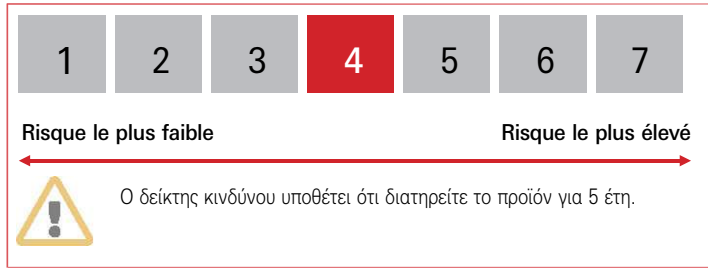 1 2 3 4 5 6 7
Risque le plus faible Risque le plus élevé
Ο δείκτης κινδύνου υποθέτει ότι διατηρείτε το προϊόν για 5 έτη.